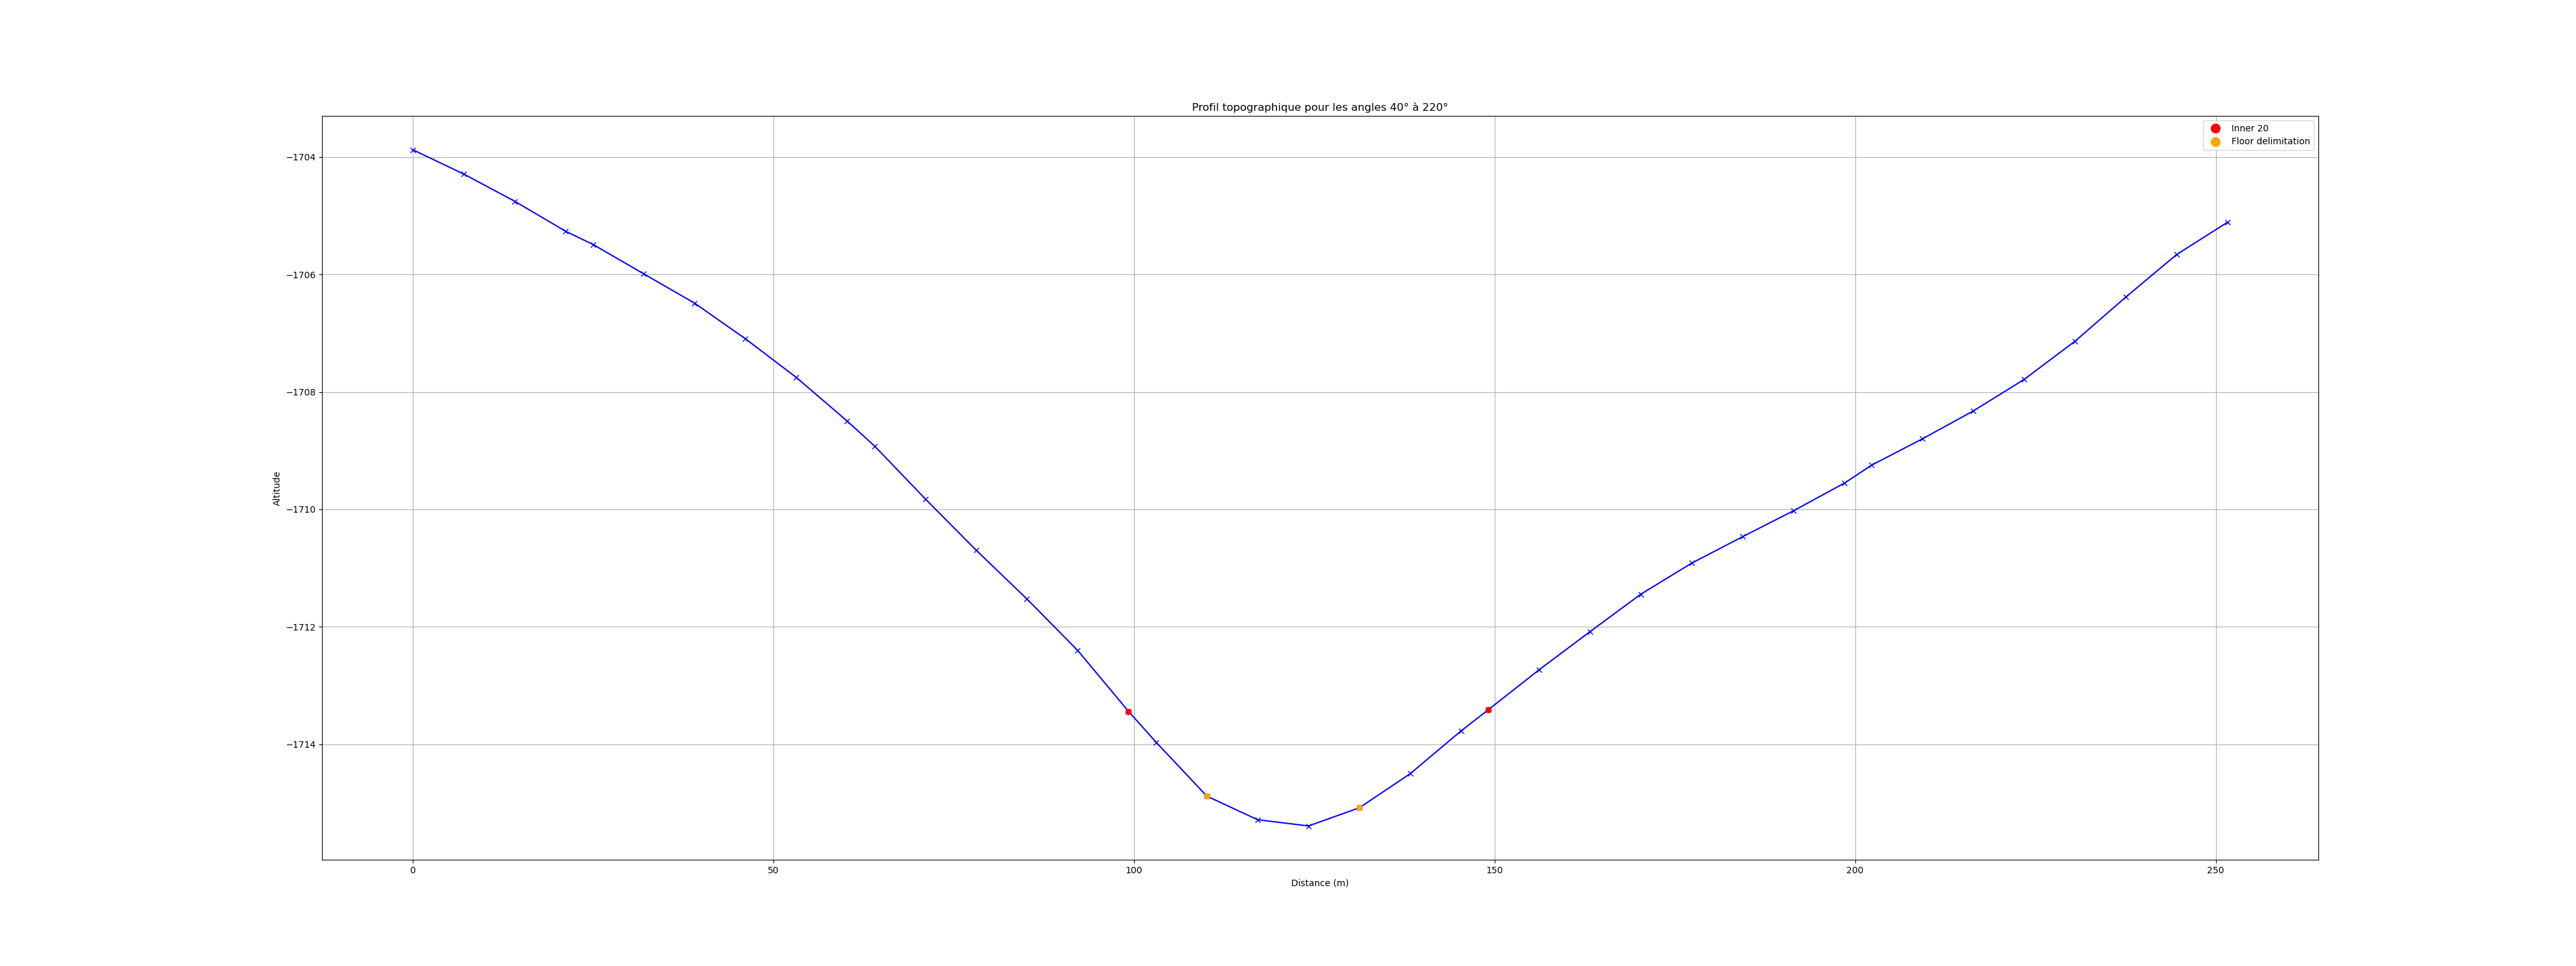 Profil topographique pour les angles 40° à 220°
Inner 20
Floor delimitation
−1704
−1706
−1708
−1710
−1712
−1714
Altitude
0
50
100
150
200
250
Distance (m)